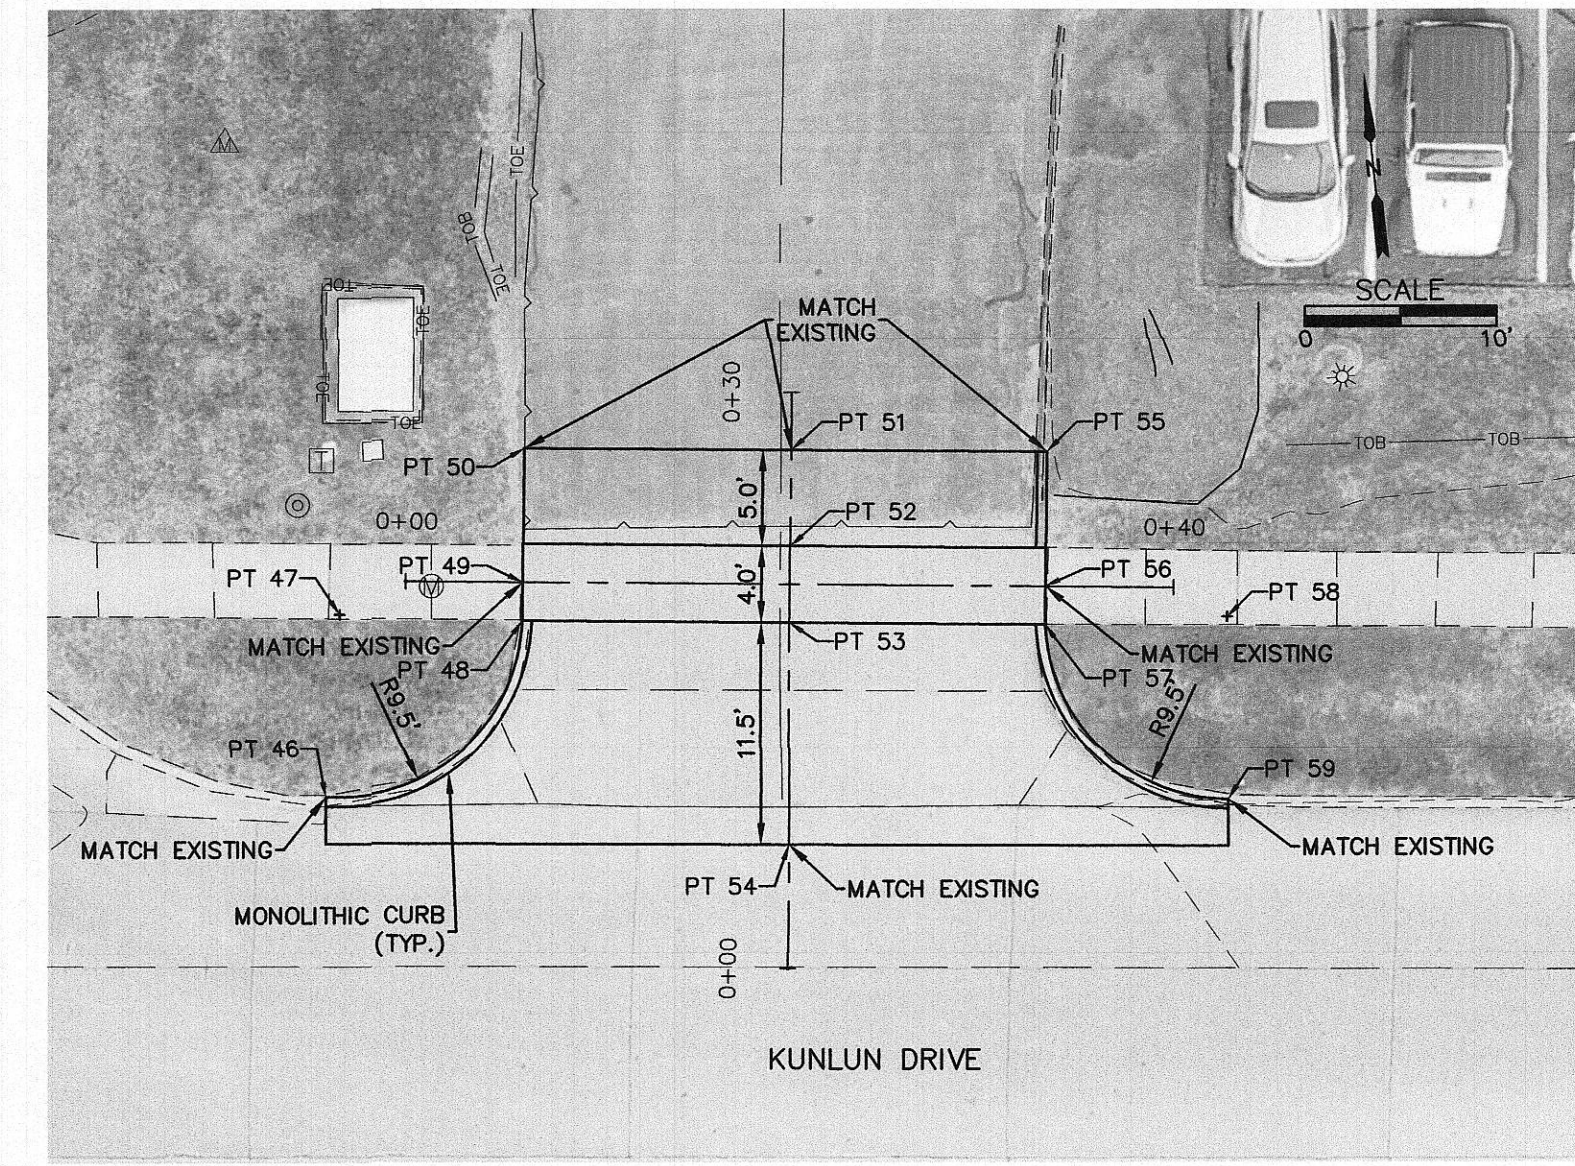 TOE
M
TOB
TOE
N
SCALE
0 10'
TOE
TOE
TOE
TOE
MATCH
EXISTING
0+30
PT 51
PT 55
TOB
TOB
T
PT 50
5.0'
PT 52
0+00
0+40
PT 49
PT 47
M
4.0'
PT 56
PT 58
MATCH EXISTING
PT 53
MATCH EXISTING
PT 48
PT 57
R9.5'
R9.5'
11.5'
PT 46
PT 59
MATCH EXISTING
MATCH EXISTING
PT 54
MATCH EXISTING
MONOLITHIC CURB
(TYP.)
0+00
KUNLUN DRIVE